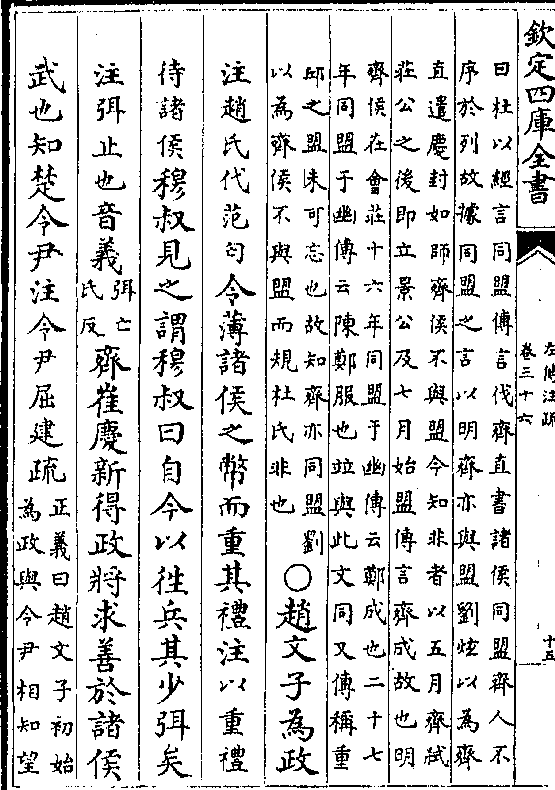 欽定四庫全書
左傳注疏
卷三十六
十五
曰杜以經言同盟傳言伐齊直書諸侯同盟齊人不
序於列故據同盟之言以明齊亦與盟劉炫以為齊
直遣慶封如師齊侯不與盟今知非者以五月齊弑
莊公之後即立景公及七月始盟傳言齊成故也明
齊侯在會莊十六年同盟于幽傳云鄭成也二十七
年同盟于幽傳云陳鄭服也竝與此文同又傳稱重
邱之盟未可忘也故知齊亦同盟劉
以為齊侯不與盟而規杜氏非也
○趙文子為政
注趙氏代范匄令薄諸侯之幣而重其禮注以重禮
待諸侯穆叔見之謂穆叔曰自今以往兵其少弭矣
注弭止也音義
弭亡
氏反
齊崔慶新得政將求善於諸侯
武也知楚令尹注令尹屈建疏
正義曰趙文子初始
為政與令尹相知望